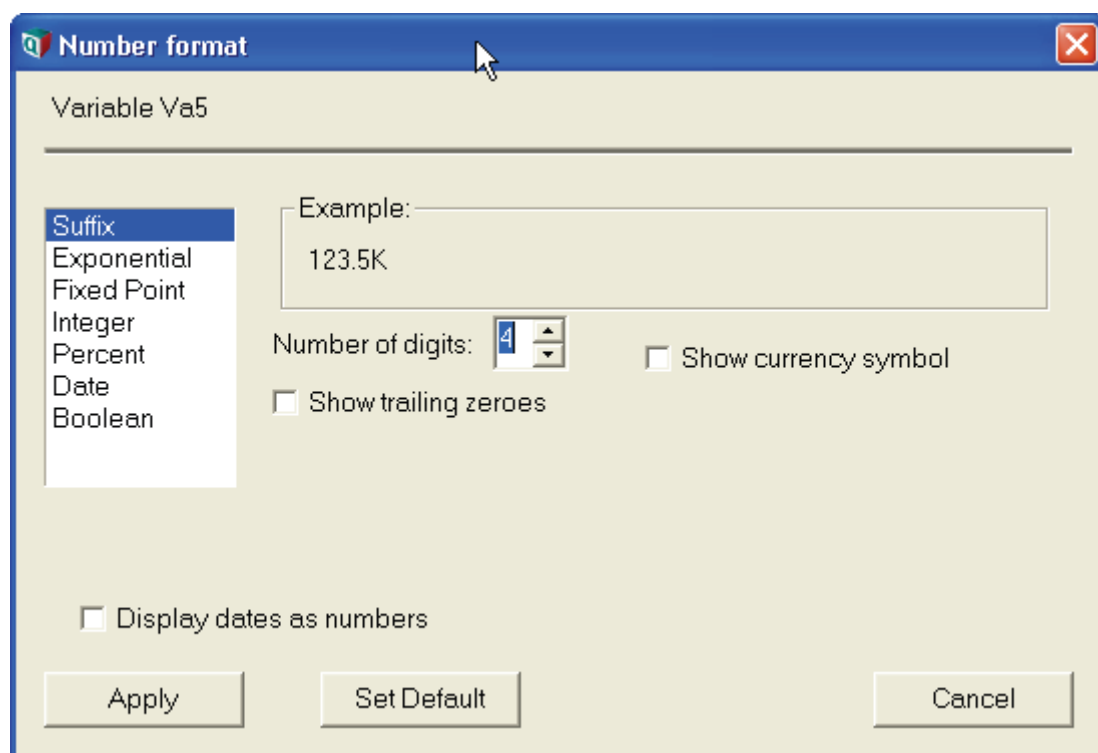 Number format
Variable Va5
Suffix
Exponential
Fixed Point
Integer
Percent
Date
Boolean
Example:
123.5K
Number of digits: 4
Show currency symbol
Show trailing zeroes
Display dates as numbers
Apply
Set Default
Cancel